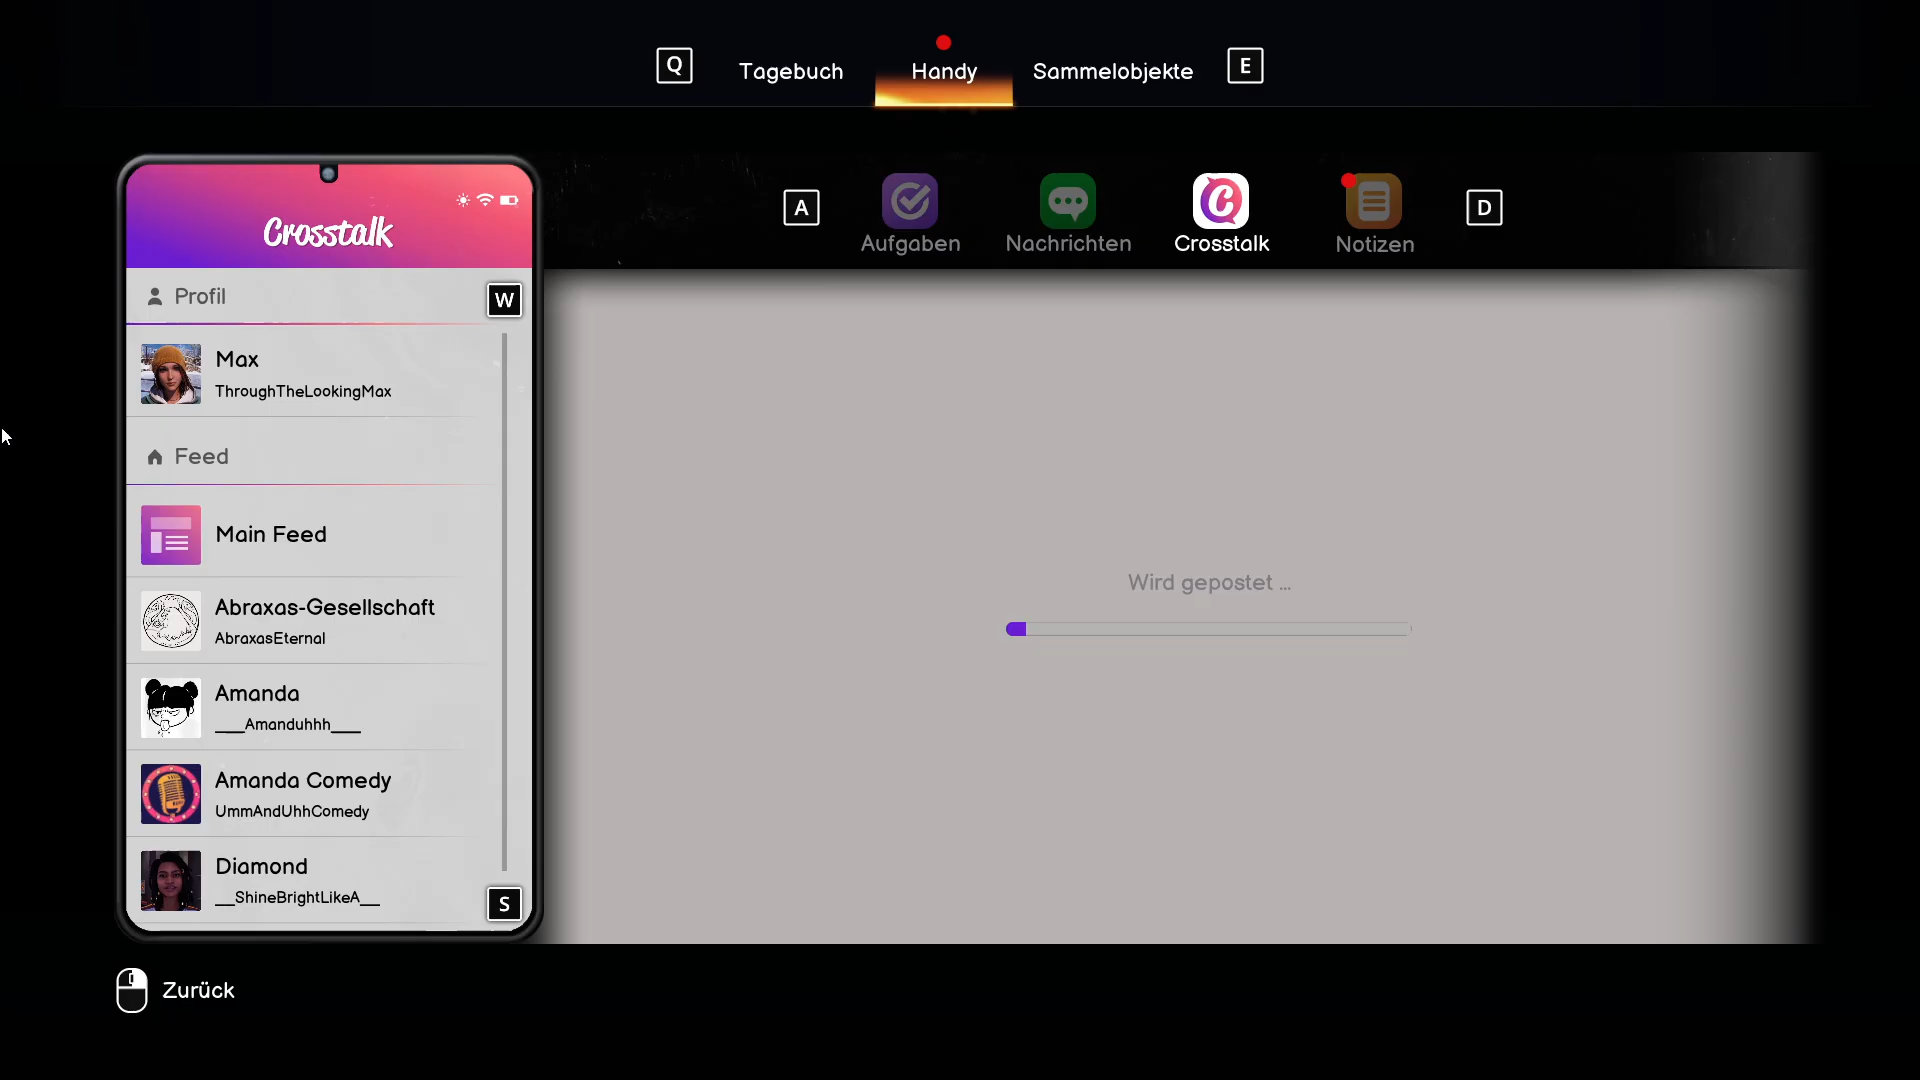 Q
Tagebuch
Handy
Sammelobjekte
E
Crosstalk
A
Aufgaben
Nachrichten
Crosstalk
Notizen
D
Profil
W
Max
ThroughTheLookingMax
Feed
Main Feed
Abraxas-Gesellschaft
AbraxasEternal
Amanda
___Amanduhhh___
Amanda Comedy
UmmAndUhhComedy
Diamond
__ShineBrightLikeA__
S
Wird gepostet ...
Zurück